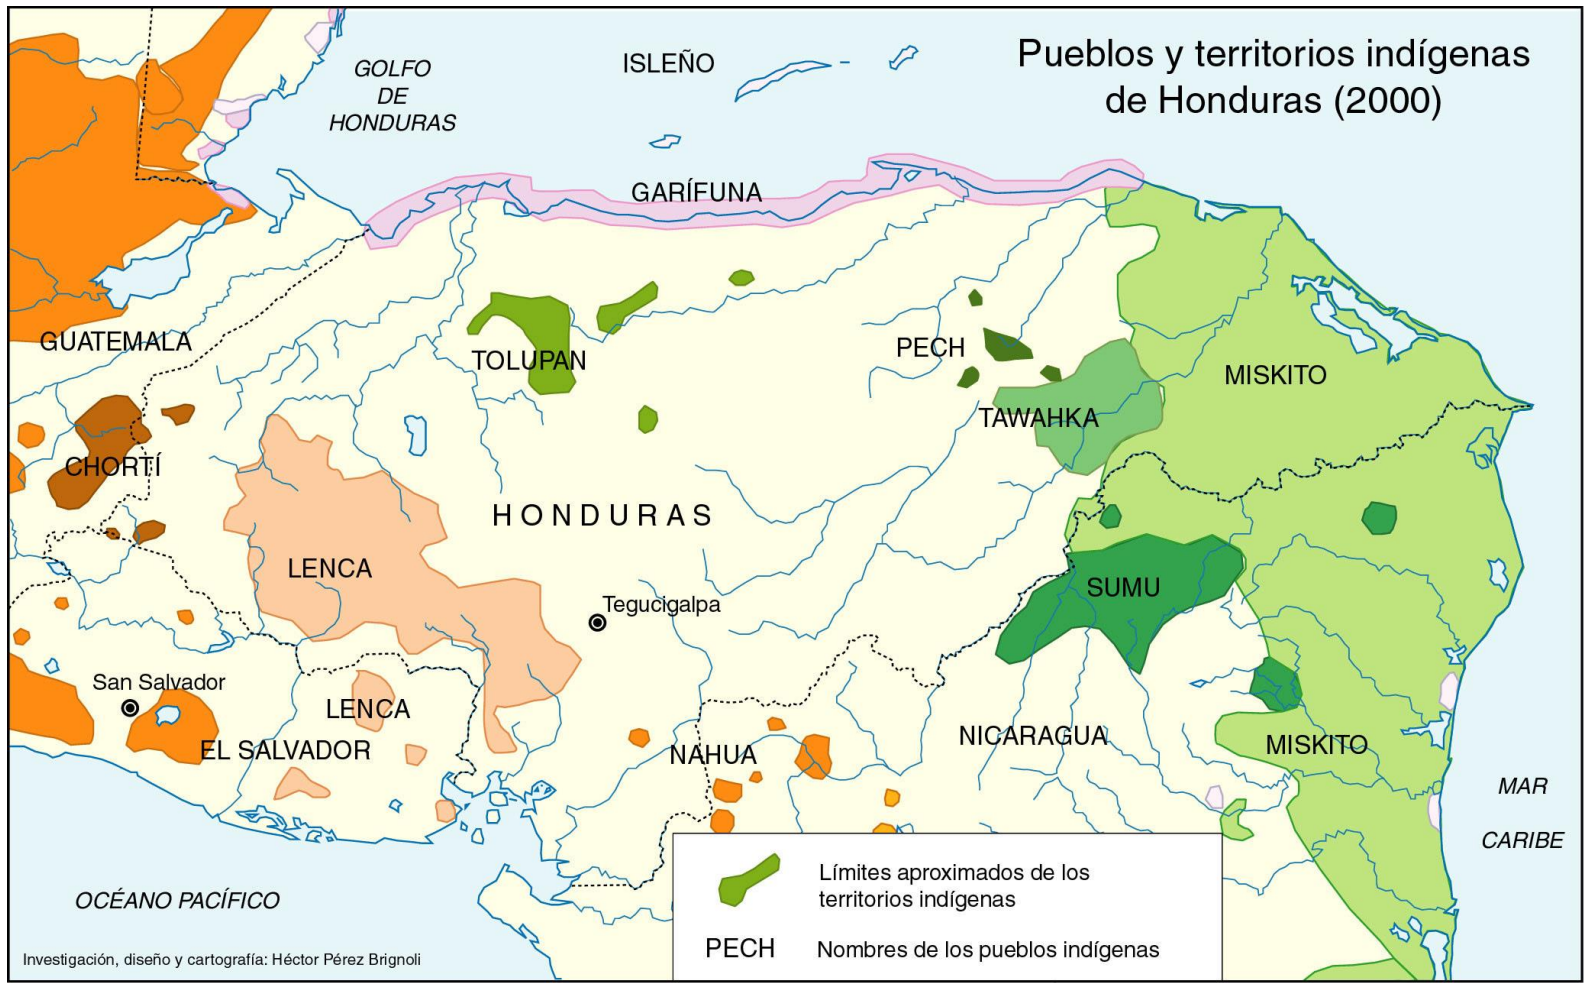 Pueblos y territorios indígenas
de Honduras (2000)
GOLFO
DE
HONDURAS
ISLEÑO
GARÍFUNA
GUATEMALA
TOLUPAN
PECH
MISKITO
TAWAHKA
CHORTÍ
HONDURAS
LENCA
SUMU
Tegucigalpa
San Salvador
LENCA
EL SALVADOR
NAHUA
NICARAGUA
MISKITO
MAR
CARIBE
OCÉANO PACÍFICO
Límites aproximados de los
territorios indígenas
PECH Nombres de los pueblos indígenas
Investigación, diseño y cartografía: Héctor Pérez Brignoli